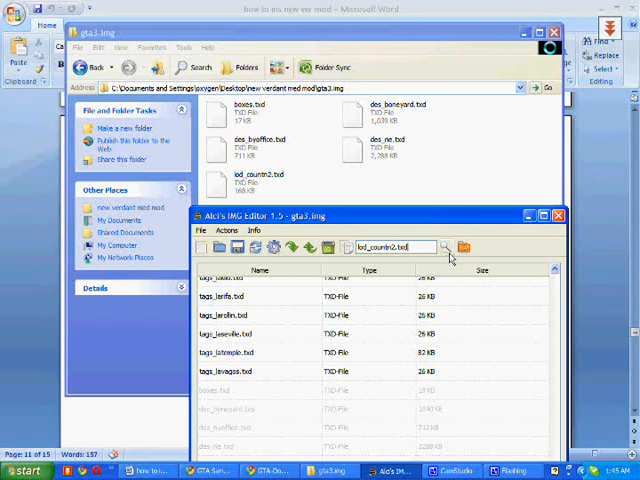 how to ins new ver mod - Microsoft Word
Home
Paste
Clipboard
Find
Replace
Select
Editing
gta3.img
File Edit View Favorites Tools Help
Back Search Folders Folder Sync
Address C:\Documents and Settings\oxygen\Desktop\new verdant med mod\gta3.img Go
File and Folder Tasks
Make a new folder
Publish this folder to the
Web
Share this folder
Other Places
new verdant med mod
My Documents
Shared Documents
My Computer
My Network Places
Details
boxes.txd
TXD File
17 KB
des_boneyard.txd
TXD File
1,039 KB
des_byoffice.txd
TXD File
711 KB
des_ne.txd
TXD File
2,288 KB
lod_countn2.txd
TXD File
168 KB
Alci's IMG Editor 1.5 - gta3.img
File Actions Info
lod_countn2.txd
Name Type Size
TXD-File 26 KB
tags_larifa.txd TXD-File 26 KB
tags_larollin.txd TXD-File 26 KB
tags_laseville.txd TXD-File 26 KB
tags_latemple.txd TXD-File 82 KB
tags_lavagos.txd TXD-File 26 KB
boxes.txd TXD-File 18 KB
des_boneyard.txd TXD-File 1040 KB
des_byoffice.txd TXD-File 712 KB
des_ne.txd TXD-File 2288 KB
Page: 11 of 15 Words: 157
start how to i... GTA San... GTA-Do... gta3.img Alci's IM... CamStudio Flashing 1:45 AM